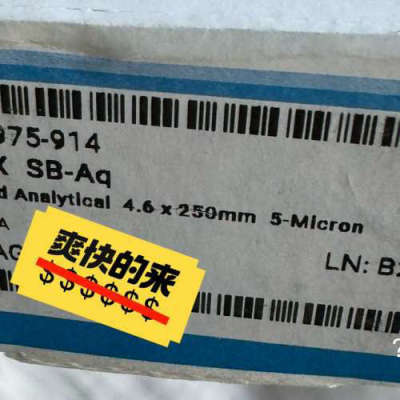 975-914
X SB-Aq
d Analytical 4.6 x 250mm 5-Micron
A
AG
LN: B
爽快的来
$$$$$$
?